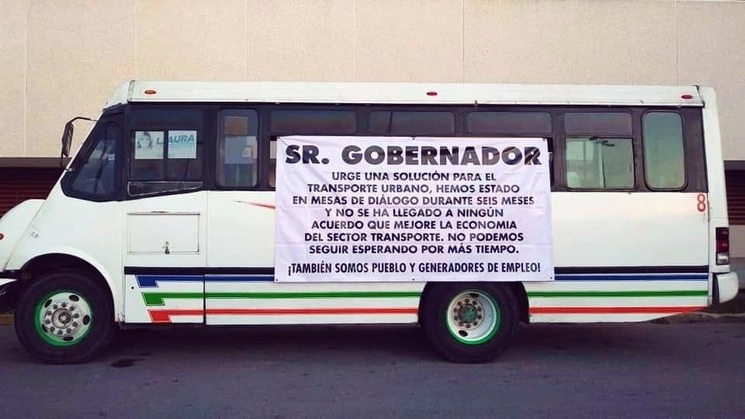 SR. GOBERNADOR
URGE UNA SOLUCIÓN PARA EL
TRANSPORTE URBANO, HEMOS ESTADO
EN MESAS DE DIÁLOGO DURANTE SEIS MESES
Y NO SE HA LLEGADO A NINGÚN
ACUERDO QUE MEJORE LA ECONOMIA
DEL SECTOR TRANSPORTE. NO PODEMOS
SEGUIR ESPERANDO POR MÁS TIEMPO.
¡TAMBIÉN SOMOS PUEBLO Y GENERADORES DE EMPLEO!
LAURA
8